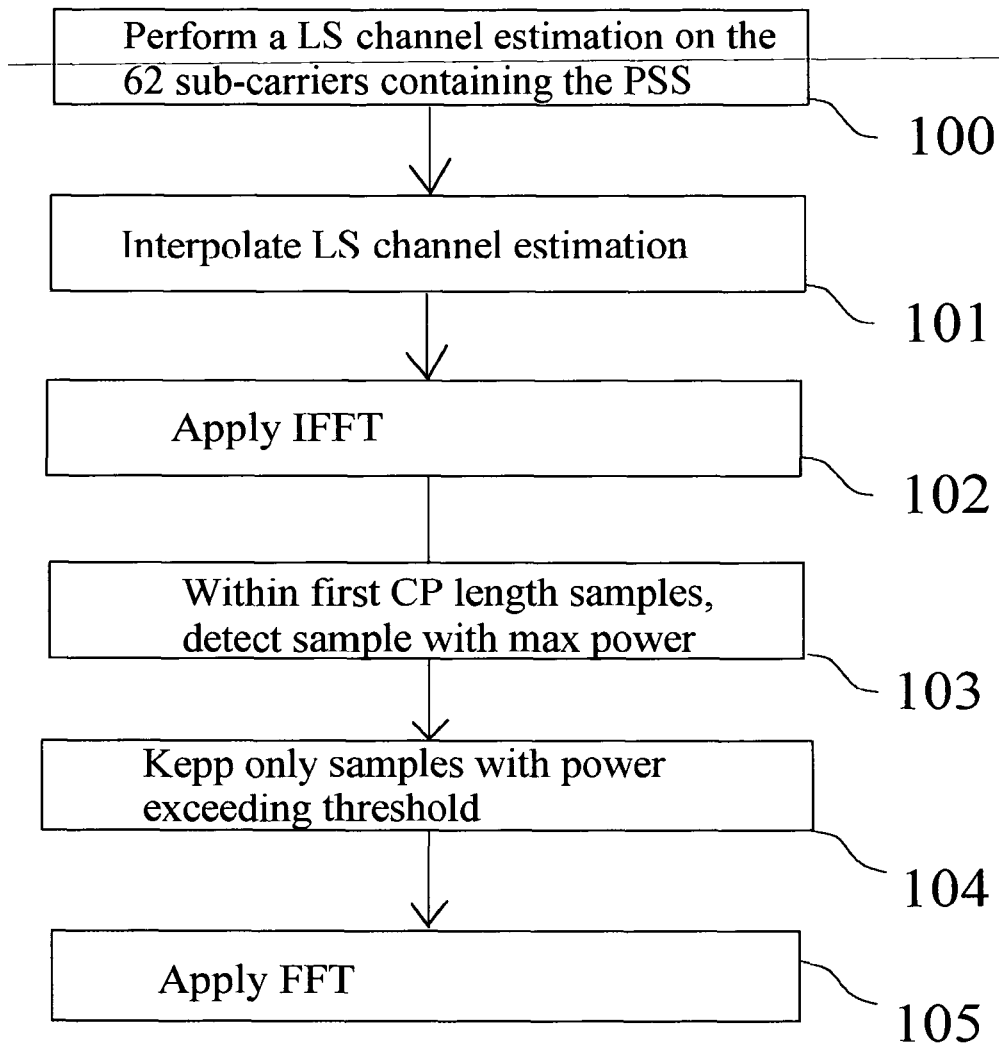 Perform a LS channel estimation on the
62 sub-carriers containing the PSS
100
Interpolate LS channel estimation
101
Apply IFFT
102
Within first CP length samples,
detect sample with max power
103
Kepp only samples with power
exceeding threshold
104
Apply FFT
105